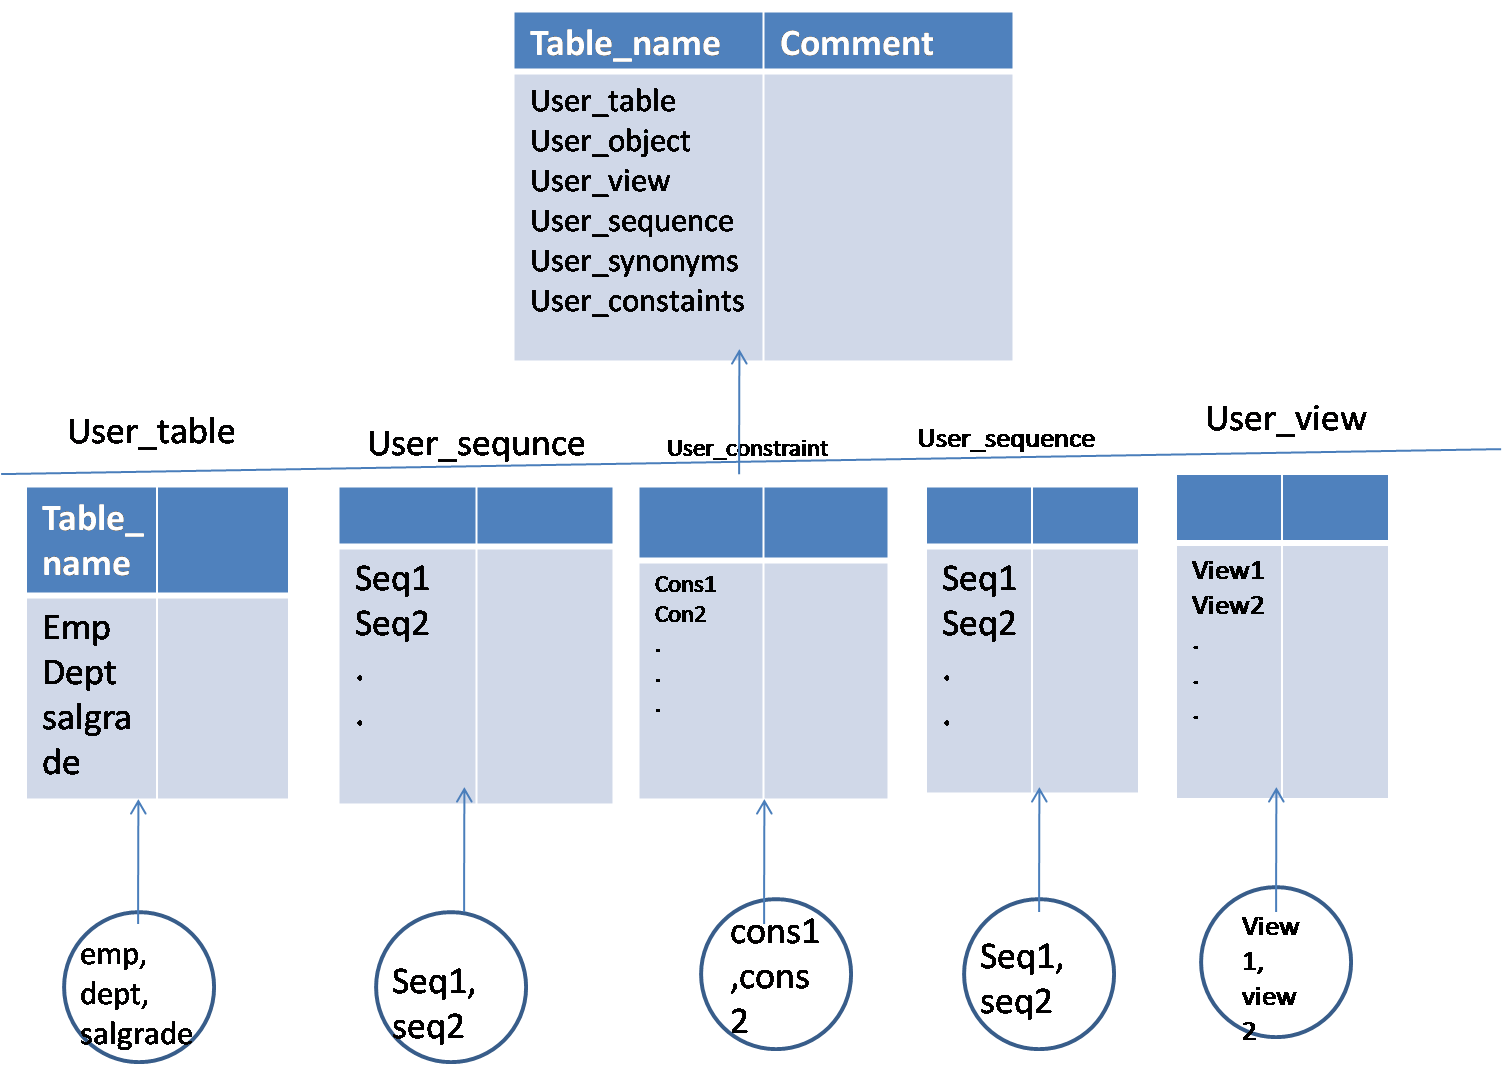 Table_name Comment
User_table
User_object
User_view
User_sequence
User_synonyms
User_constaints
User_table
User_sequnce
User_constraint
User_sequence
User_view
Table_
name
Emp
Dept
salgra
de
Seq1
Seq2
.
.
Cons1
Con2
.
.
.
Seq1
Seq2
.
.
View1
View2
.
.
.
emp,
dept,
salgrade
Seq1,
seq2
cons1
,cons
2
Seq1,
seq2
View
1,
view
2